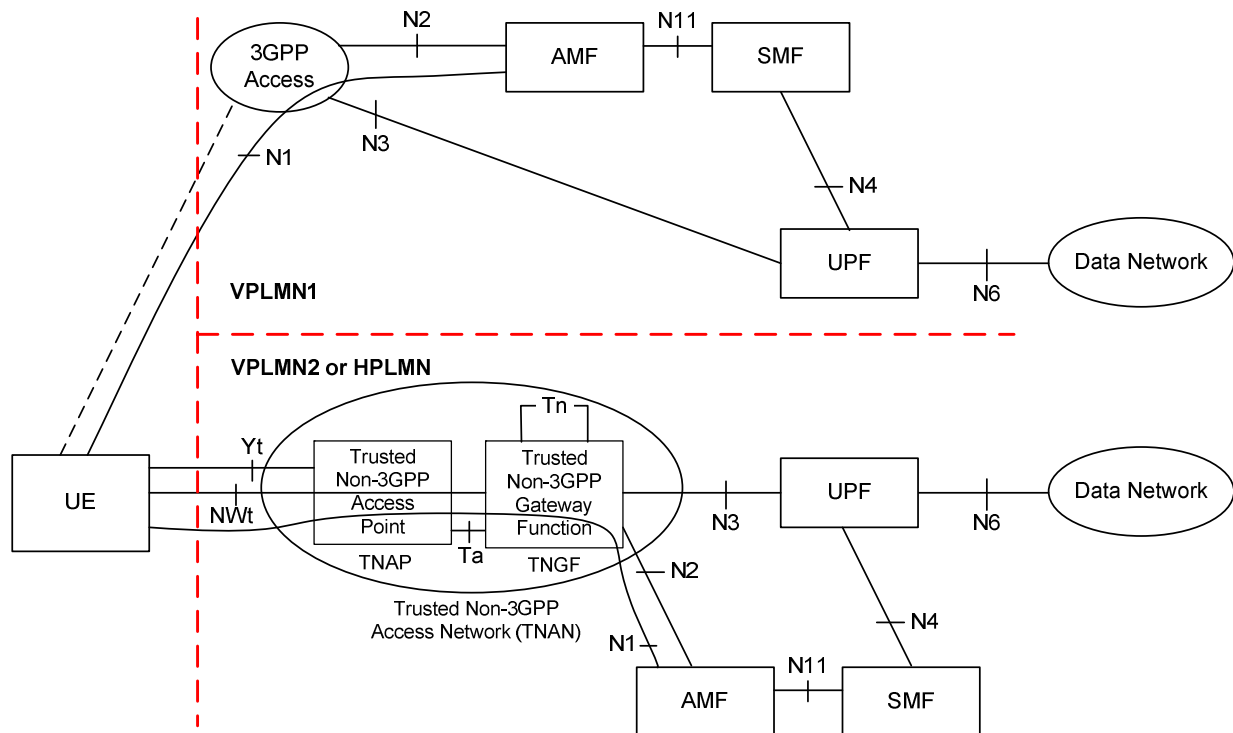 N2
N11
3GPP
Access
AMF
SMF
N3
N1
N4
UPF
N6
Data Network
VPLMN1
VPLMN2 or HPLMN
Tn
Yt
Trusted
Non-3GPP
Access
Point
Trusted
Non-3GPP
Gateway
Function
UE
NWt
Ta
TNAP
TNGF
N3
UPF
N6
Data Network
N2
Trusted Non-3GPP
Access Network (TNAN)
N1
N4
N11
AMF
SMF